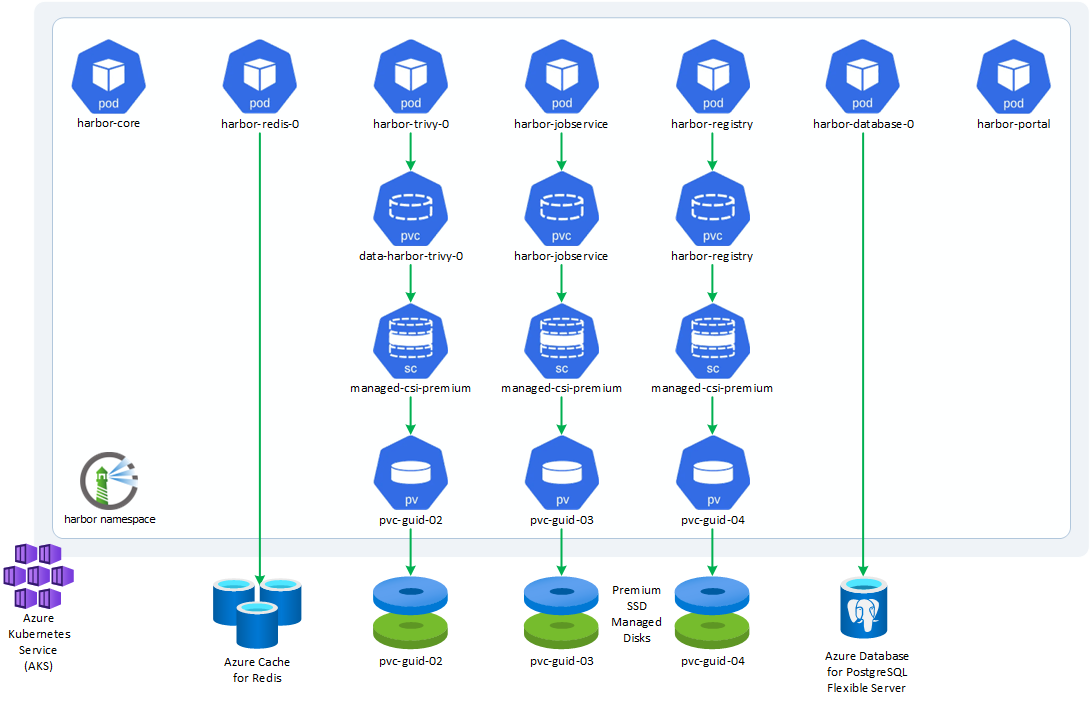 pod
pod
pod
pod
pod
pod
pod
harbor-core
harbor-redis-0
harbor-trivy-0
harbor-jobservice
harbor-registry
harbor-database-0
harbor-portal
pvc
pvc
pvc
data-harbor-trivy-0
harbor-jobservice
harbor-registry
sc
sc
sc
managed-csi-premium
managed-csi-premium
managed-csi-premium
pv
pv
pv
harbor namespace
pvc-guid-02
pvc-guid-03
pvc-guid-04
Azure
Kubernetes
Service
(AKS)
Azure Cache
for Redis
pvc-guid-02
pvc-guid-03
Premium
SSD
Managed
Disks
pvc-guid-04
Azure Database
for PostgreSQL
Flexible Server